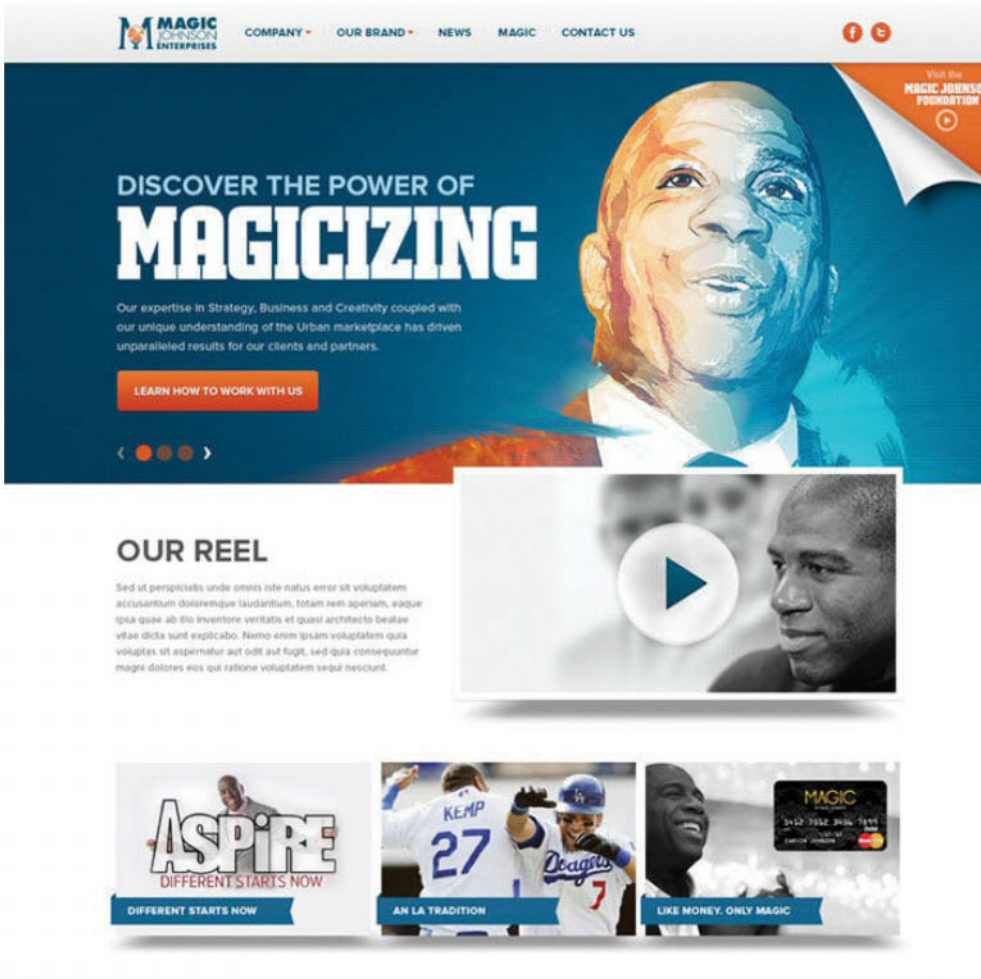 MAGIC
JOHNSON
ENTERPRISES
COMPANY
OUR BRAND
NEWS
MAGIC
CONTACT US
Visit the
MAGIC JOHNSO
FOUNDATION
DISCOVER THE POWER OF
MAGICIZING
Our expertise in Strategy, Business and Creativity coupled with
our unique understanding of the Urban marketplace has driven
unparalleled results for our clients and partners.
LEARN HOW TO WORK WITH US
OUR REEL
Sed ut perspiciatis unde omnis iste natus error sit voluptatem
accusantium doloremque laudantium, totam rem aperiam, eaque
ipsa quae ab illo inventore veritatis et quasi architecto beatae
vitae dicta sunt explicabo. Nemo enim ipsam voluptatem quia
voluptas sit aspernatur aut odit aut fugit, sed quia consequuntur
magni dolores eos qui ratione voluptatem sequi nesciunt.
ASPiRE
DIFFERENT STARTS NOW
DIFFERENT STARTS NOW
KEMP
27
LA
Dodgers
7
AN LA TRADITION
MAGIC
3412 7512 3456 7899
MasterCard
LIKE MONEY. ONLY MAGIC